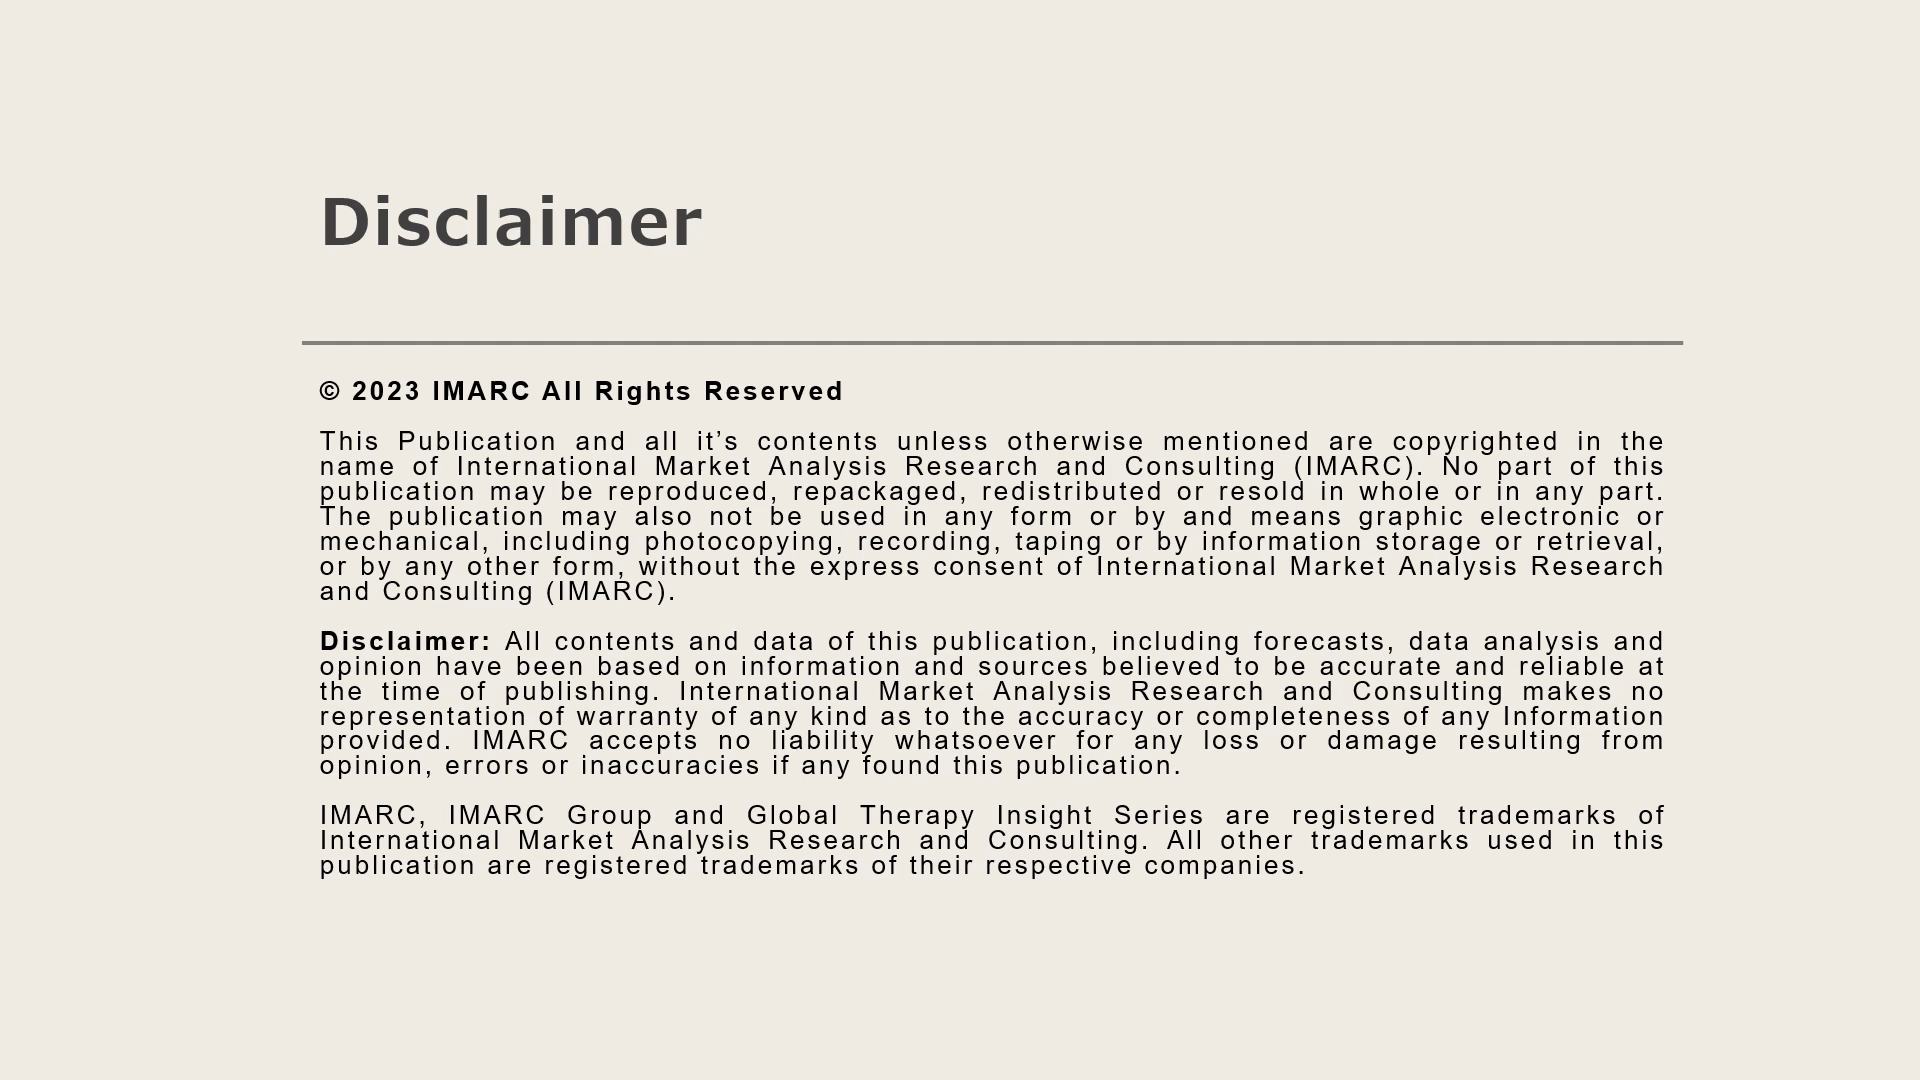 Disclaimer
© 2023 IMARC All Rights Reserved
This Publication and all it’s contents unless otherwise mentioned are copyrighted in the
name of International Market Analysis Research and Consulting (IMARC). No part of this
publication may be reproduced, repackaged, redistributed or resold in whole or in any part.
The publication may also not be used in any form or by and means graphic electronic or
mechanical, including photocopying, recording, taping or by information storage or retrieval,
or by any other form, without the express consent of International Market Analysis Research
and Consulting (IMARC).
Disclaimer: All contents and data of this publication, including forecasts, data analysis and
opinion have been based on information and sources believed to be accurate and reliable at
the time of publishing. International Market Analysis Research and Consulting makes no
representation of warranty of any kind as to the accuracy or completeness of any Information
provided. IMARC accepts no liability whatsoever for any loss or damage resulting from
opinion, errors or inaccuracies if any found this publication.
IMARC, IMARC Group and Global Therapy Insight Series are registered trademarks of
International Market Analysis Research and Consulting. All other trademarks used in this
publication are registered trademarks of their respective companies.